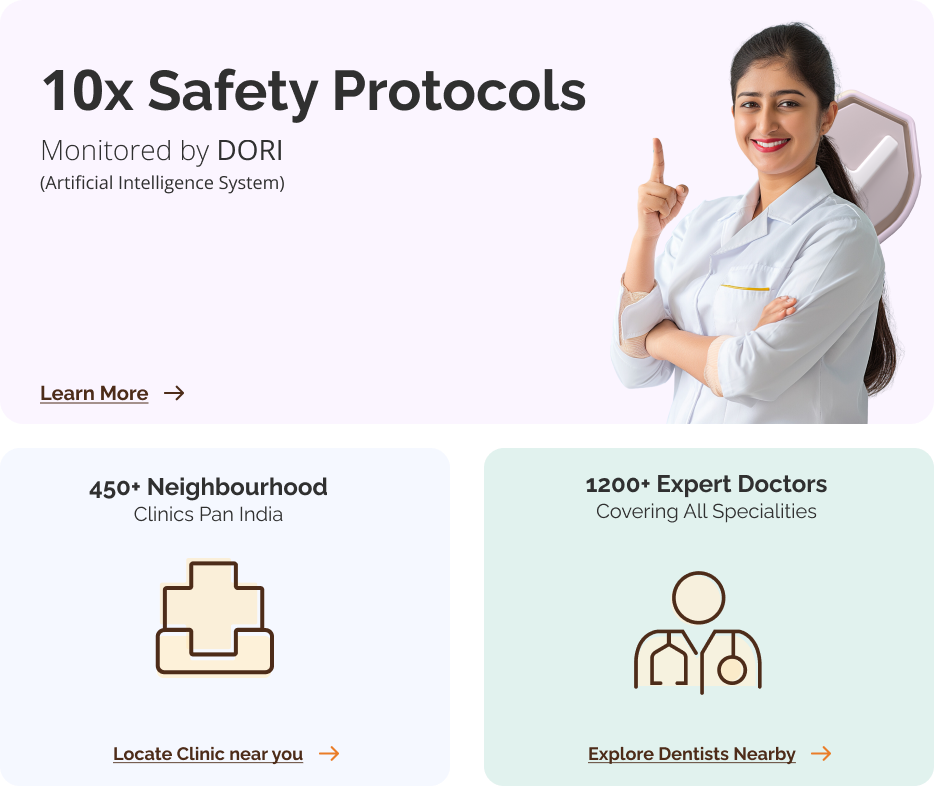 10x Safety Protocols
Monitored by DORI
(Artificial Intelligence System)
Learn More
450+ Neighbourhood
Clinics Pan India
Locate Clinic near you
1200+ Expert Doctors
Covering All Specialities
Explore Dentists Nearby